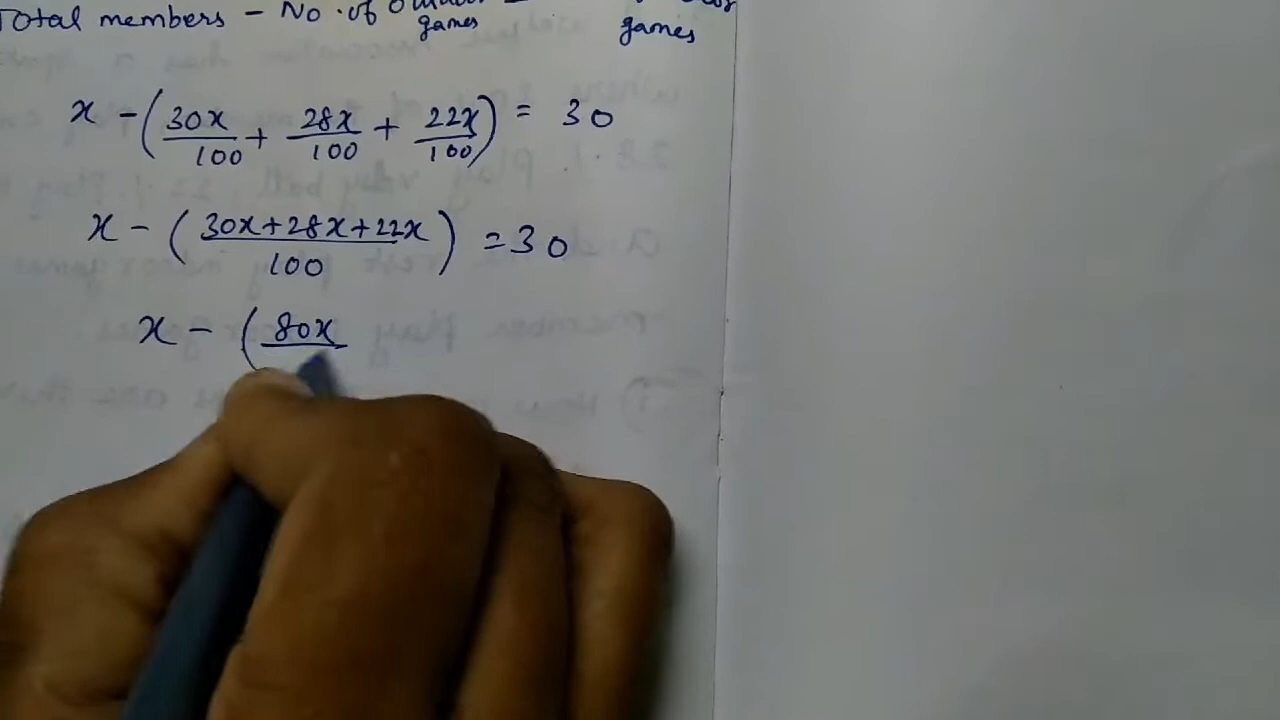 Total members - No. of
games games
x - (30x/100 + 28x/100 + 22x/100) = 30
x - (30x+28x+22x/100) = 30
x - (80x